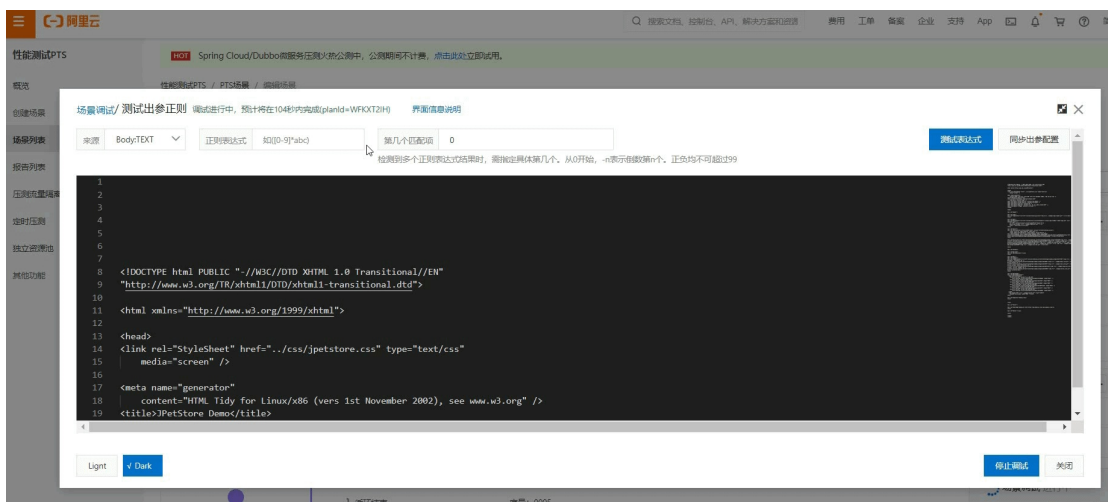 阿里云
搜索文档、控制台、API、解决方案和资源 费用 工单 备案 企业 支持 App
性能测试PTS
HOT Spring Cloud/Dubbo微服务压测火热公测中，公测期间不计费，点击此处立即试用。
概览
性能测试PTS / PTS场景 / 编辑场景
创建场景
场景列表
报告列表
压测流量隔离
定时压测
独立资源池
其他功能
场景调试/ 测试出参正则 调试进行中，预计将在104秒内完成(planId=WFKXT2IH) 界面信息说明
来源 Body:TEXT 正则表达式 如([0-9]*abc) 第几个匹配项 0 测试表达式 同步出参配置
检测到多个正则表达式结果时，需指定具体第几个。从0开始，-n表示倒数第n个。正负均不可超过99
1
2
3
4
5
6
7
8 <!DOCTYPE html PUBLIC "-//W3C//DTD XHTML 1.0 Transitional//EN"
9 "http://www.w3.org/TR/xhtml1/DTD/xhtml1-transitional.dtd">
10
11 <html xmlns="http://www.w3.org/1999/xhtml">
12
13 <head>
14 <link rel="StyleSheet" href="../css/jpetstore.css" type="text/css"
15 media="screen" />
16
17 <meta name="generator"
18 content="HTML Tidy for Linux/x86 (vers 1st November 2002), see www.w3.org" />
19 <title>JPetStore Demo</title>
Lignt √ Dark 停止调试 关闭